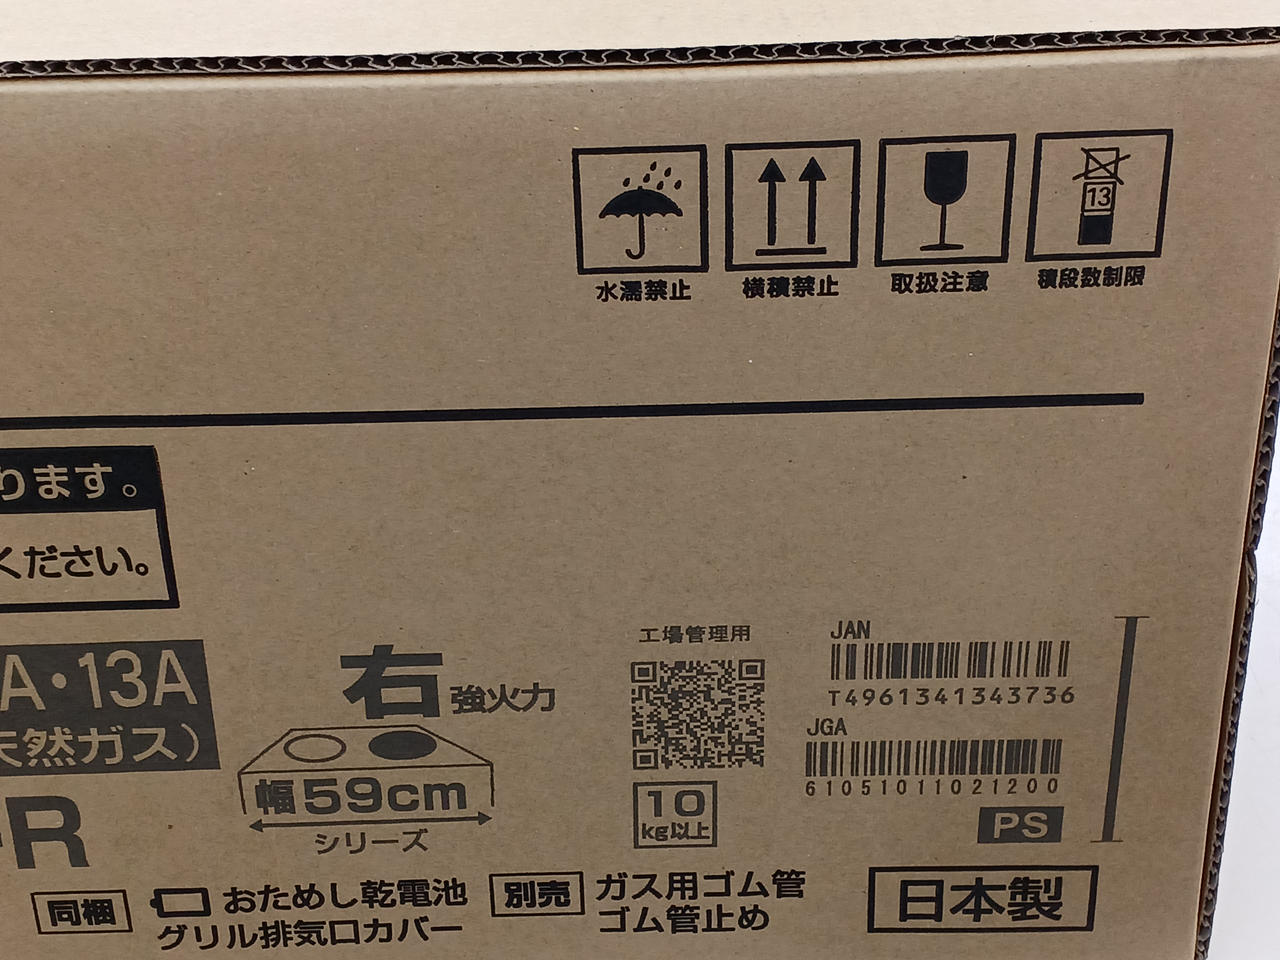 13
水濡禁止
横積禁止
取扱注意
積段数制限
ります。
ください。
A・13A
天然ガス）
R
右強火力
幅59cm
シリーズ
工場管理用
10
kg以上
JAN
T4961341343736
JGA
610510110212​00
PS
同梱
おためし乾電池
グリル排気口カバー
別売
ガス用ゴム管
ゴム管止め
日本製